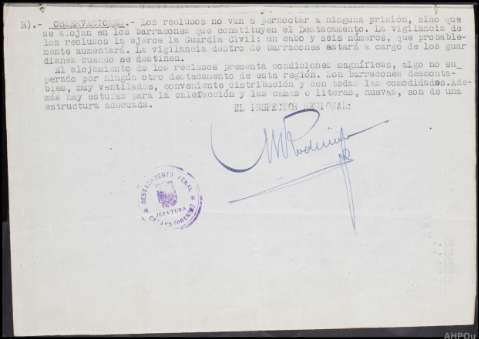 N).- OBSERVACIONES.- Los reclusos no van a pernoctar a ninguna prisión, sino que
se alojan en los barracones que constituyen el Destacamento. La vigilancia de
los reclusos la ejerce la Guardia Civil: un cabo y seis números, que probable-
mente aumentará. La vigilancia dentro de barracones estará a cargo de los guar-
dianes cuando se destinen.
El alojamiento de los reclusos presenta condiciones magníficas, algo no su-
perado por ningún otro destacamento de esta región. Son barracones desconta-
bles, muy ventilados, conveniente distribución y con todas las comodidades. Ade-
más hay estufas para la calefacción y las camas o literas, nuevas, son de una
estructura adecuada.
EL INSPECTOR REGIONAL:
DESTACAMENTO PENAL
JEFATURA
AHPOu